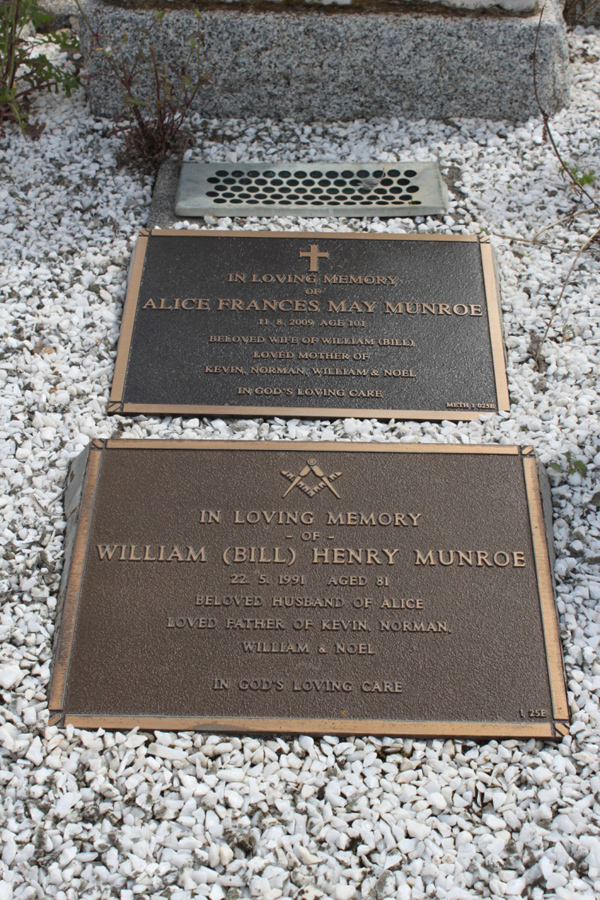 IN LOVING MEMORY
OF
ALICE FRANCES MAY MUNROE
11. 8. 2009 AGE 101
BELOVED WIFE OF WILLIAM (BILL)
LOVED MOTHER OF
KEVIN, NORMAN, WILLIAM & NOEL
IN GOD'S LOVING CARE
METH 1 025E
IN LOVING MEMORY
- OF -
WILLIAM (BILL) HENRY MUNROE
22. 5. 1991 AGED 81
BELOVED HUSBAND OF ALICE
LOVED FATHER OF KEVIN, NORMAN,
WILLIAM & NOEL
IN GOD'S LOVING CARE
1 25E